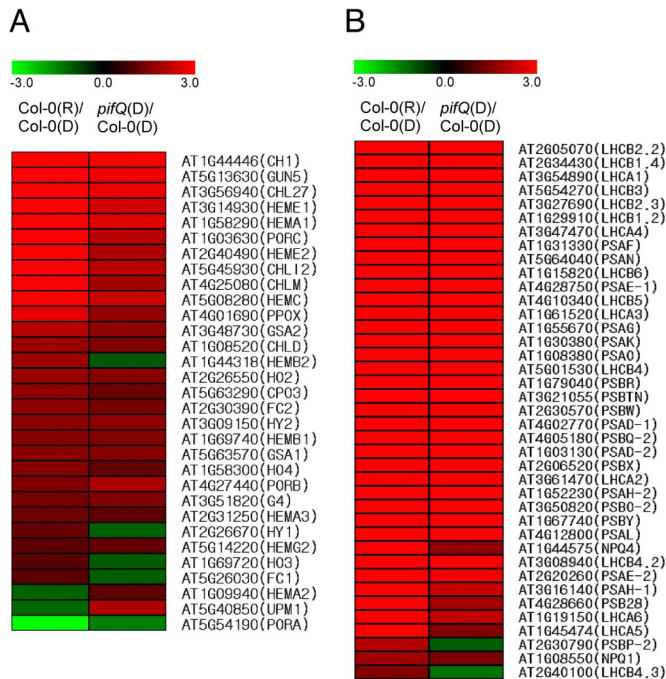 A
-3.0 0.0 3.0
Col-0(R)/ pifQ(D)/
Col-0(D) Col-0(D)
AT1G44446(CH1)
AT5G13630(GUN5)
AT3G56940(CHL27)
AT3G14930(HEME1)
AT1G58290(HEMA1)
AT1G03630(PORC)
AT2G40490(HEME2)
AT5G45930(CHLI2)
AT4G25080(CHLM)
AT5G08280(HEMC)
AT4G01690(PPOX)
AT3G48730(GSA2)
AT1G08520(CHLD)
AT1G44318(HEMB2)
AT2G26550(HO2)
AT5G63290(CPO3)
AT2G30390(FC2)
AT3G09150(HY2)
AT1G69740(HEMB1)
AT5G63570(GSA1)
AT1G58300(HO4)
AT4G27440(PORB)
AT3G51820(G4)
AT2G31250(HEMA3)
AT2G26670(HY1)
AT5G14220(HEMG2)
AT1G69720(HO3)
AT5G26030(FC1)
AT1G09940(HEMA2)
AT5G40850(UPM1)
AT5G54190(PORA)
B
-3.0 0.0 3.0
Col-0(R)/ pifQ(D)/
Col-0(D) Col-0(D)
AT2G05070(LHCB2.2)
AT2G34430(LHCB1.4)
AT3G54890(LHCA1)
AT5G54270(LHCB3)
AT3G27690(LHCB2.3)
AT1G29910(LHCB1.2)
AT3G47470(LHCA4)
AT1G31330(PSAF)
AT5G64040(PSAN)
AT1G15820(LHCB6)
AT4G28750(PSAE-1)
AT4G10340(LHCB5)
AT1G61520(LHCA3)
AT1G55670(PSAG)
AT1G30380(PSAK)
AT1G08380(PSAO)
AT5G01530(LHCB4)
AT1G79040(PSBR)
AT3G21055(PSBTN)
AT2G30570(PSBW)
AT4G02770(PSAD-1)
AT4G05180(PSBQ-2)
AT1G03130(PSAD-2)
AT2G06520(PSBX)
AT3G61470(LHCA2)
AT1G52230(PSAH-2)
AT3G50820(PSBO-2)
AT1G67740(PSBY)
AT4G12800(PSAL)
AT1G44575(NPQ4)
AT3G08940(LHCB4.2)
AT2G20260(PSAE-2)
AT3G16140(PSAH-1)
AT4G28660(PSB28)
AT1G19150(LHCA6)
AT1G45474(LHCA5)
AT2G30790(PSBP-2)
AT1G08550(NPQ1)
AT2G40100(LHCB4.3)